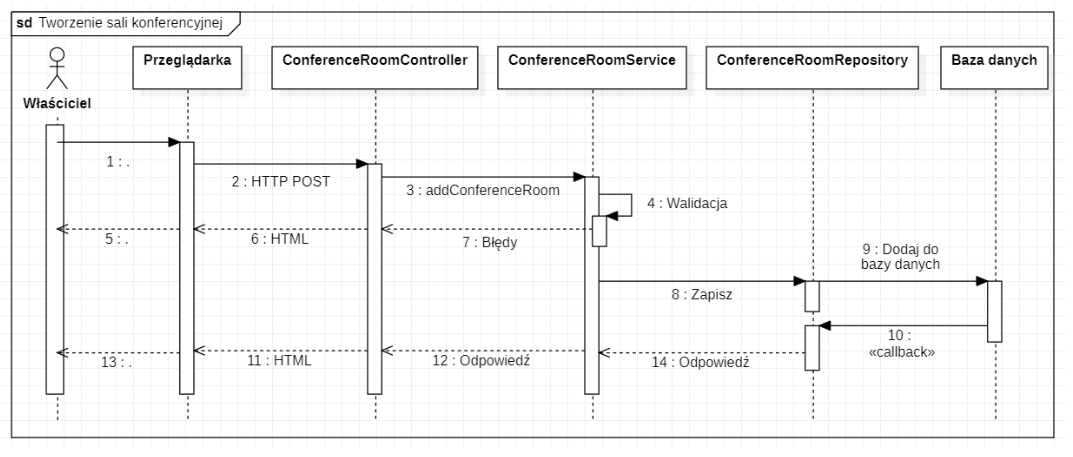 sd Tworzenie sali konferencyjnej
Właściciel
Przeglądarka
ConferenceRoomController
ConferenceRoomService
ConferenceRoomRepository
Baza danych
1 : .
2 : HTTP POST
3 : addConferenceRoom
4 : Walidacja
5 : .
6 : HTML
7 : Błędy
8 : Zapisz
9 : Dodaj do
bazy danych
10 :
«callback»
13 : .
11 : HTML
12 : Odpowiedź
14 : Odpowiedź